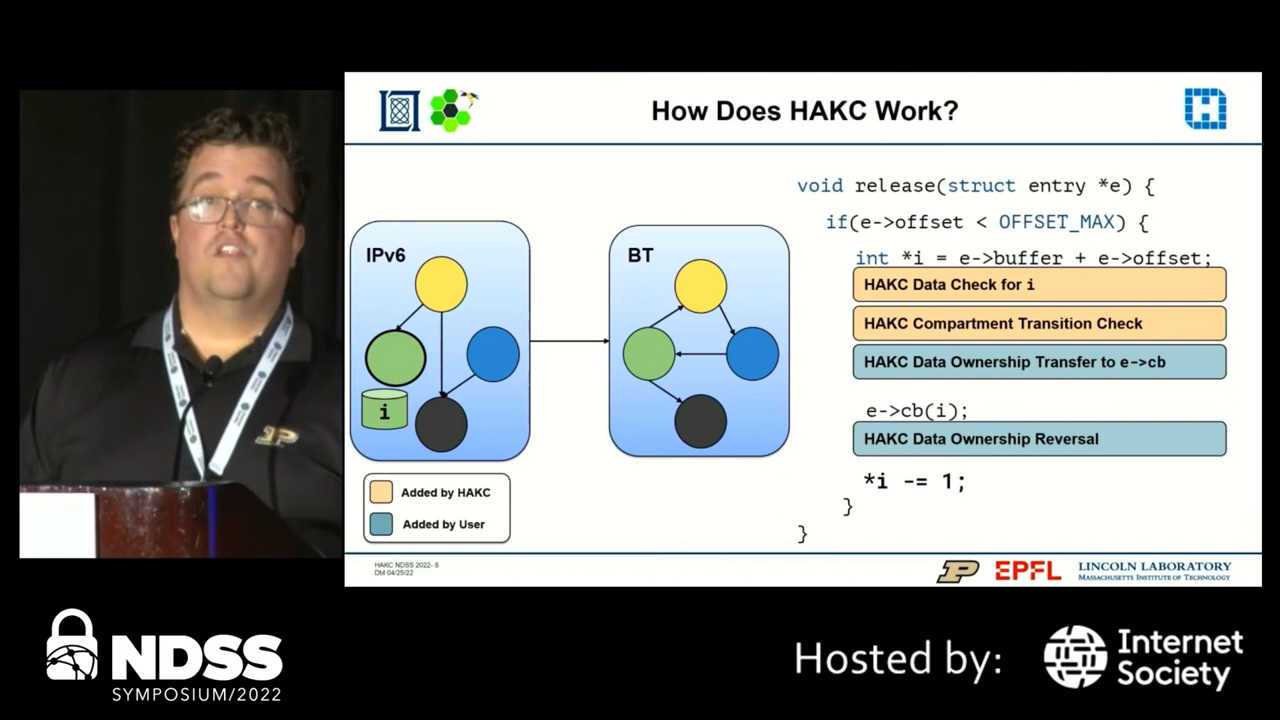 How Does HAKC Work?
IPv6
i
BT
Added by HAKC
Added by User
void release(struct entry *e) {
if(e->offset < OFFSET_MAX) {
int *i = e->buffer + e->offset;
HAKC Data Check for i
HAKC Compartment Transition Check
HAKC Data Ownership Transfer to e->cb
e->cb(i);
HAKC Data Ownership Reversal
*i -= 1;
}
}
HAKC NDSS 2022- 8
DM 04/25/22
P
EPFL
LINCOLN LABORATORY
MASSACHUSETTS INSTITUTE OF TECHNOLOGY
P
NDSS
SYMPOSIUM/2022
Hosted by:
Internet
Society